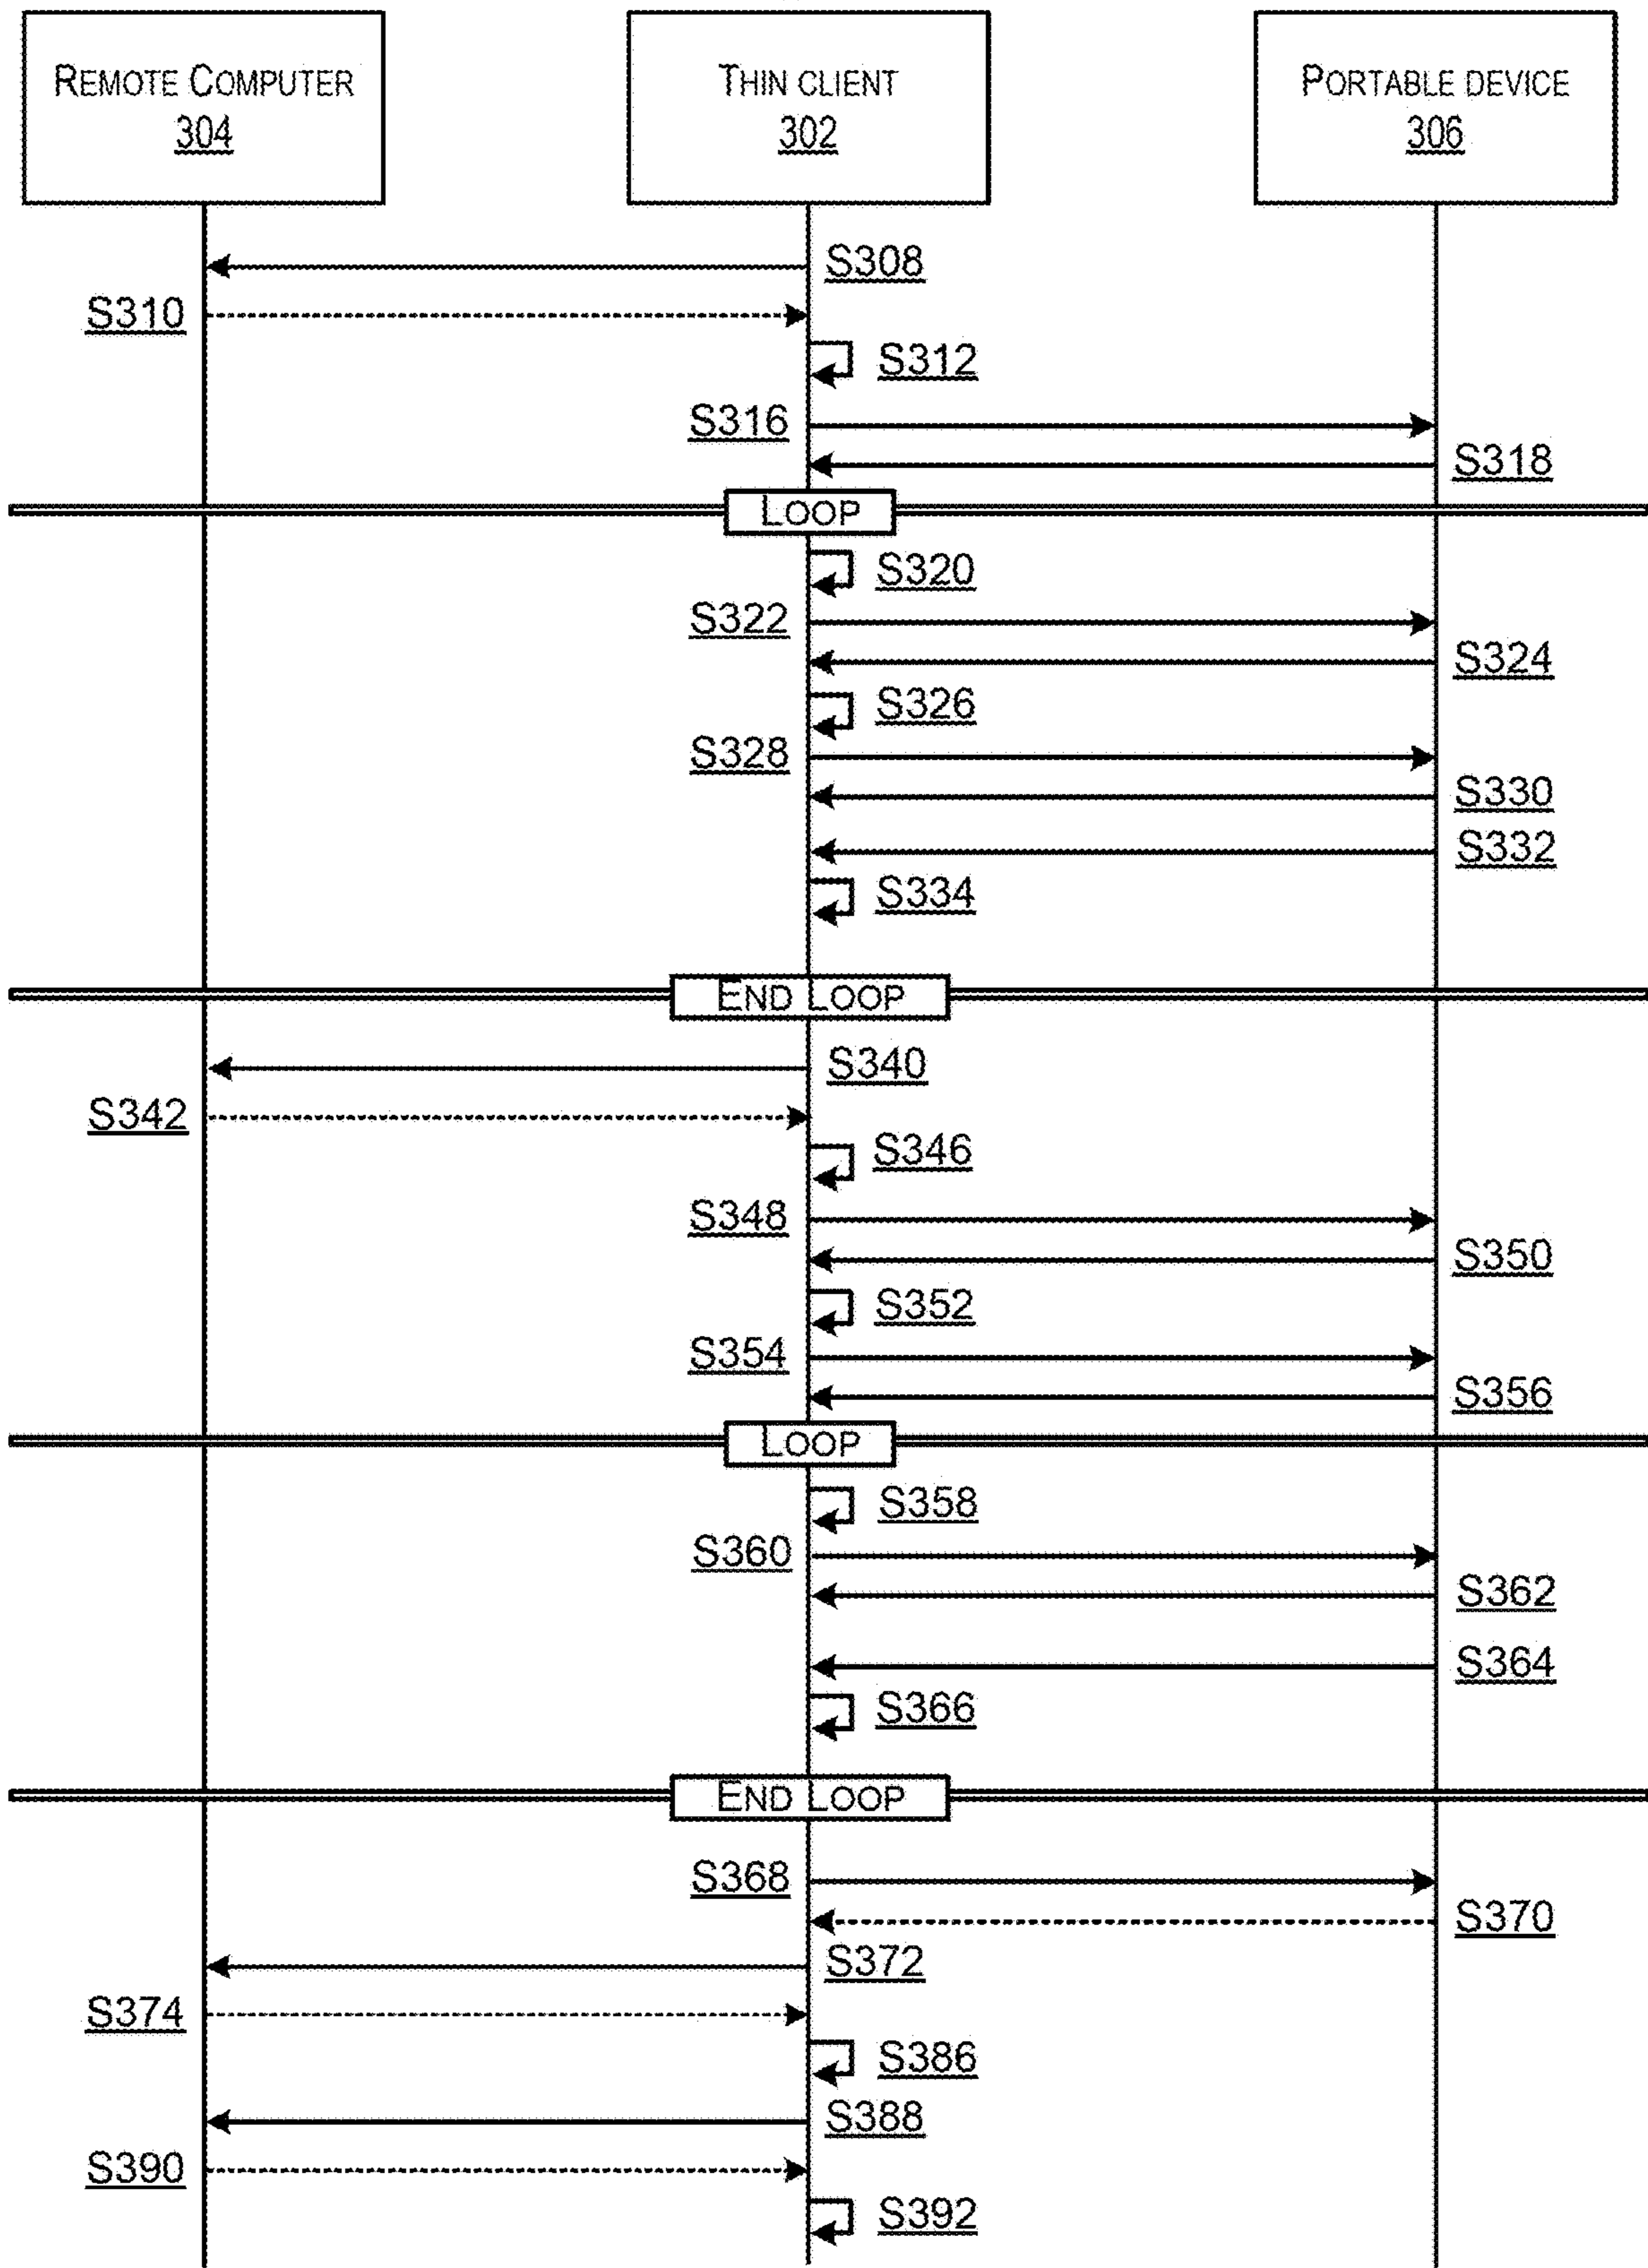 REMOTE COMPUTER
304
THIN CLIENT
302
PORTABLE DEVICE
306
S308
S310
S312
S316
S318
LOOP
S320
S322
S324
S326
S328
S330
S332
S334
END LOOP
S340
S342
S346
S348
S350
S352
S354
S356
LOOP
S358
S360
S362
S364
S366
END LOOP
S368
S370
S372
S374
S386
S388
S390
S392